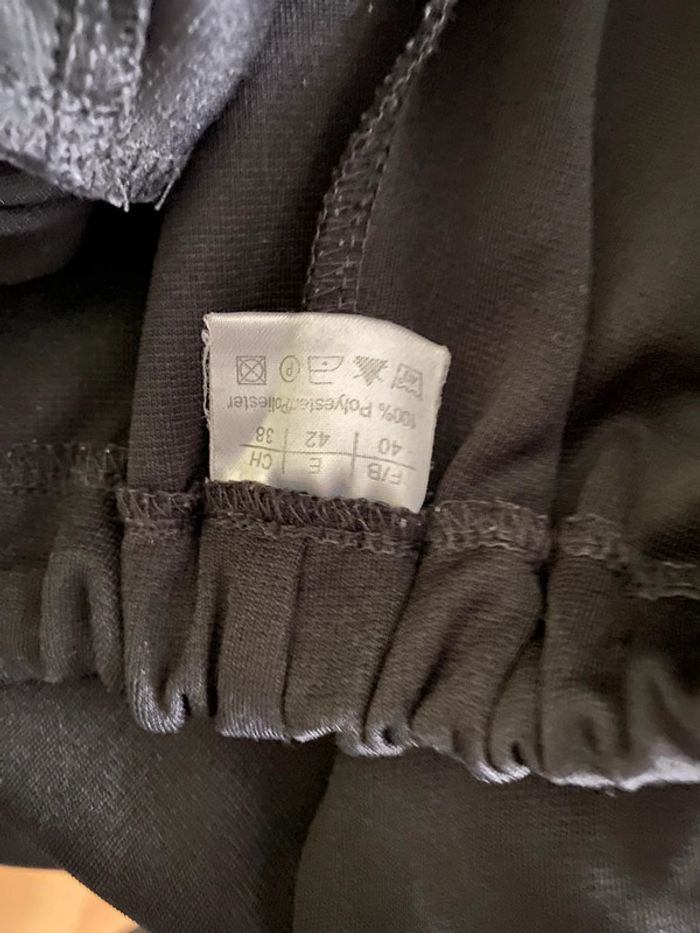 F/B | E | CH
40 | 42 | 38
100% Polyester/Poliester
P